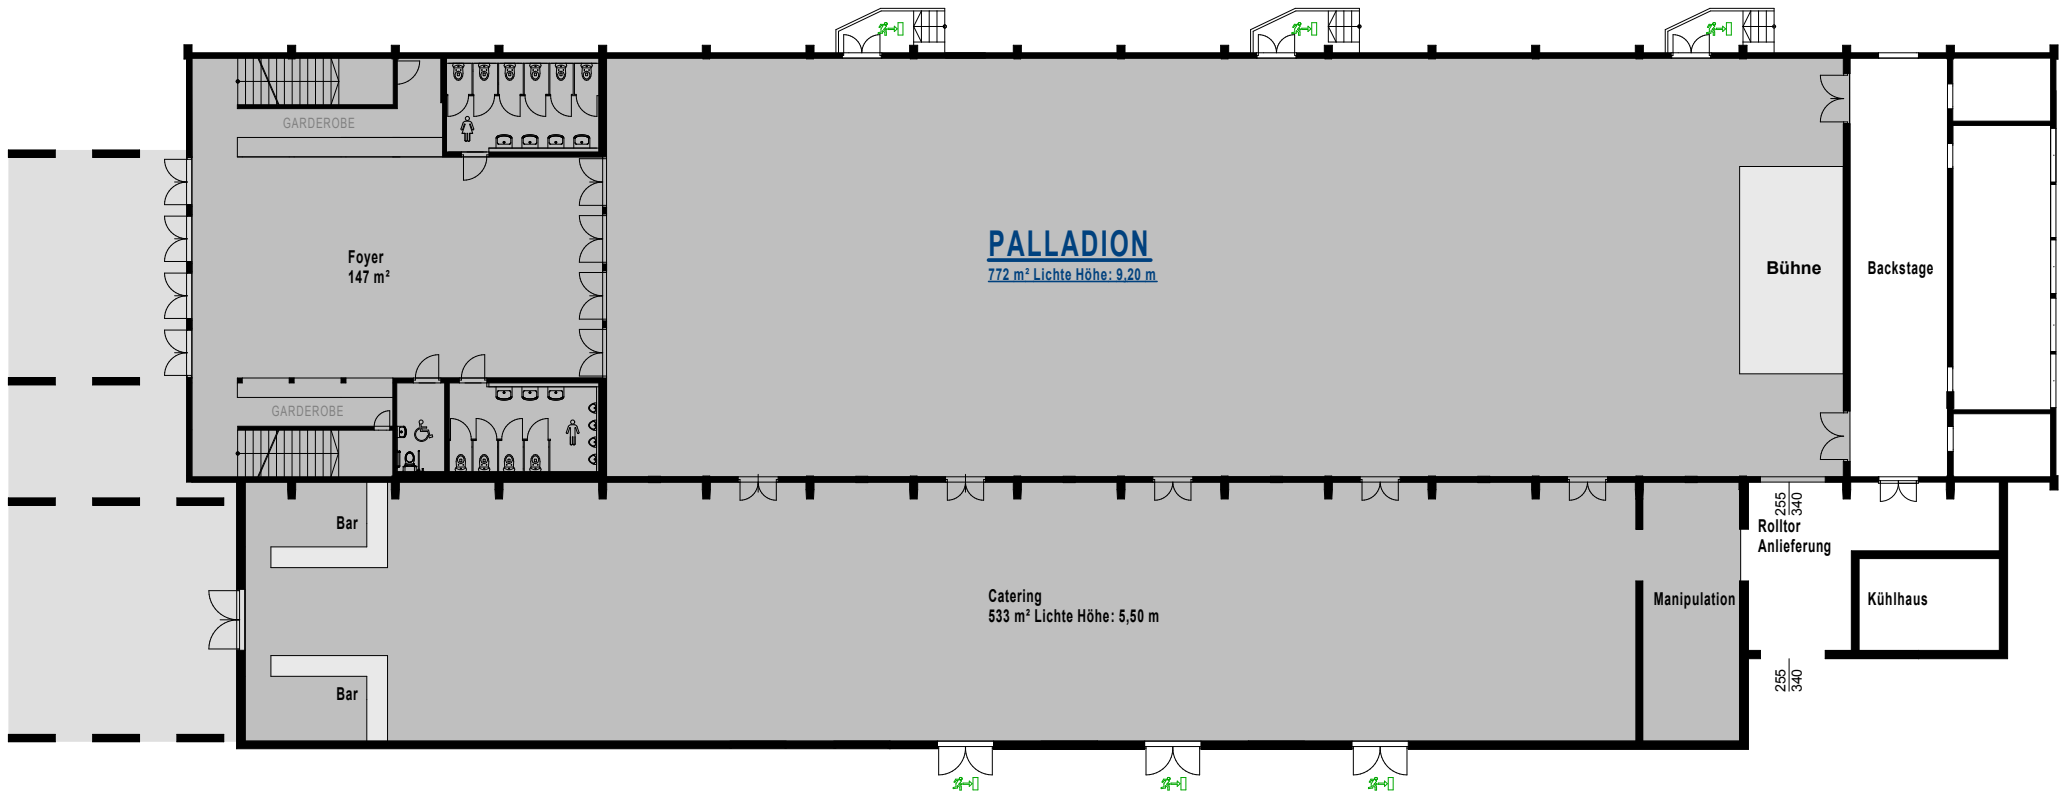 GARDEROBE
Foyer
147 m²
PALLADION
772 m² Lichte Höhe: 9,20 m
Bühne
Backstage
GARDEROBE
Bar
255
340
Rolltor
Anlieferung
Catering
533 m² Lichte Höhe: 5,50 m
Manipulation
Kühlhaus
Bar
255
340